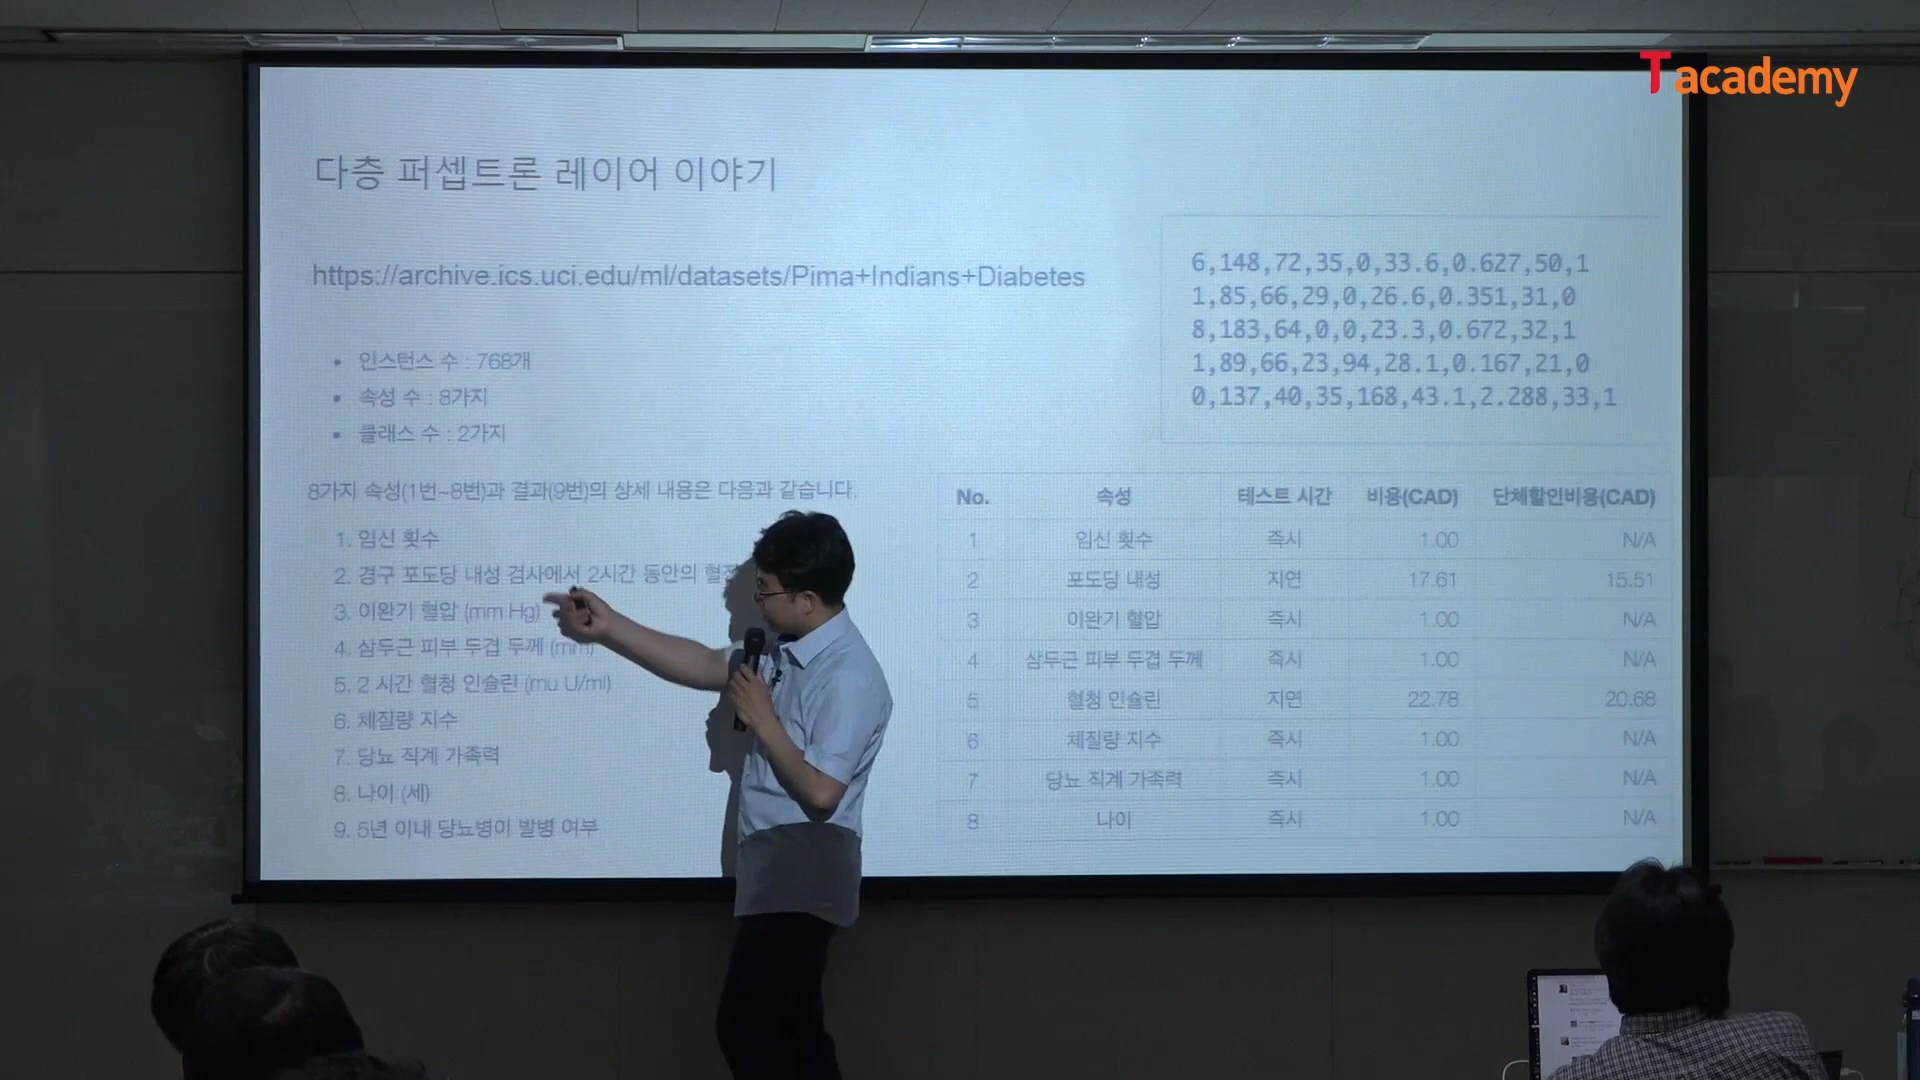 Tacademy
다층 퍼셉트론 레이어 이야기
https://archive.ics.uci.edu/ml/datasets/Pima+Indians+Diabetes
6,148,72,35,0,33.6,0.627,50,1
1,85,66,29,0,26.6,0.351,31,0
8,183,64,0,0,23.3,0.672,32,1
1,89,66,23,94,28.1,0.167,21,0
0,137,40,35,168,43.1,2.288,33,1
• 인스턴스 수 : 768개
• 속성 수 : 8가지
• 클래스 수 : 2가지
8가지 속성(1번~8번)과 결과(9번)의 상세 내용은 다음과 같습니다.
1. 임신 횟수
2. 경구 포도당 내성 검사에서 2시간 동안의
3. 이완기 혈압 (mm Hg)
4. 삼두근 피부 두겹 두께 (mm)
5. 2 시간 혈청 인슐린 (mu U/ml)
6. 체질량 지수
7. 당뇨 직계 가족력
8. 나이 (세)
9. 5년 이내 당뇨병이 발병 여부
No. 속성 테스트 시간 비용(CAD) 단체할인비용(CAD)
1 임신 횟수 즉시 1.00 N/A
2 포도당 내성 지연 17.61 15.51
3 이완기 혈압 즉시 1.00 N/A
4 삼두근 피부 두겹 두께 즉시 1.00 N/A
5 혈청 인슐린 지연 22.78 20.68
6 체질량 지수 즉시 1.00 N/A
7 당뇨 직계 가족력 즉시 1.00 N/A
8 나이 즉시 1.00 N/A